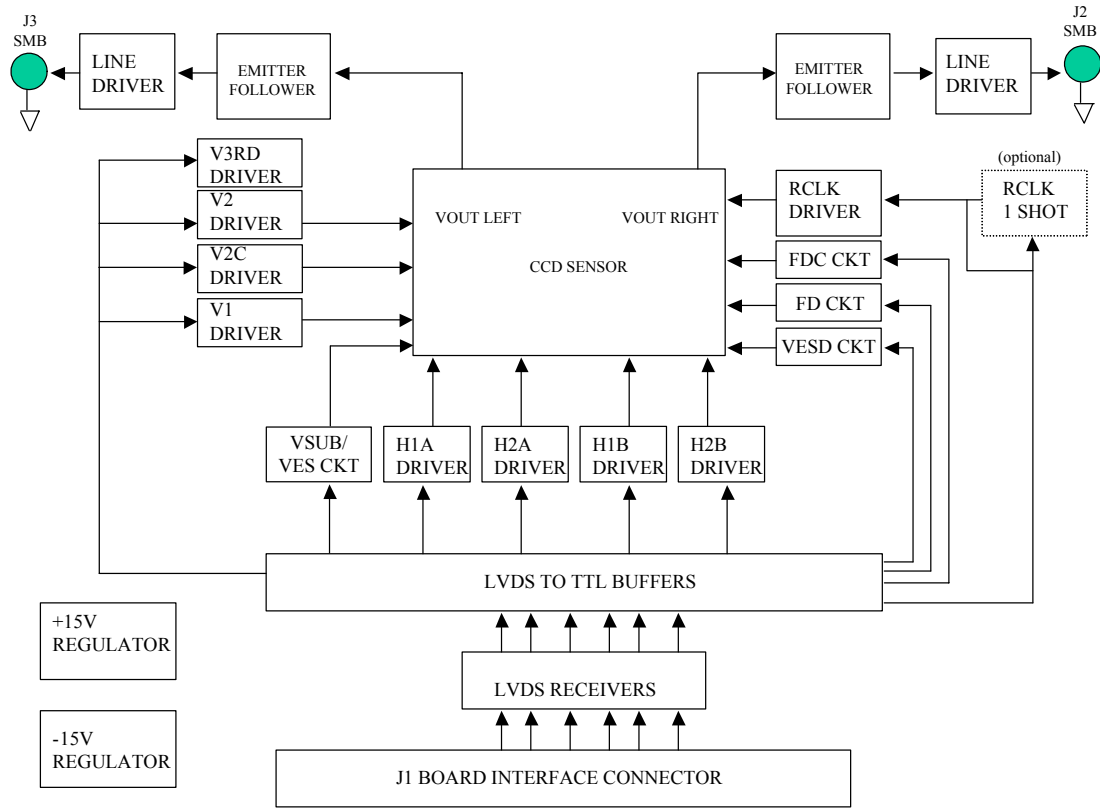 J3
SMB
LINE
DRIVER
EMITTER
FOLLOWER
EMITTER
FOLLOWER
LINE
DRIVER
J2
SMB
V3RD
DRIVER
V2
DRIVER
V2C
DRIVER
V1
DRIVER
VOUT LEFT
VOUT RIGHT
CCD SENSOR
RCLK
DRIVER
FDC CKT
FD CKT
VESD CKT
(optional)
RCLK
1 SHOT
VSUB/
VES CKT
H1A
DRIVER
H2A
DRIVER
H1B
DRIVER
H2B
DRIVER
LVDS TO TTL BUFFERS
+15V
REGULATOR
LVDS RECEIVERS
-15V
REGULATOR
J1 BOARD INTERFACE CONNECTOR